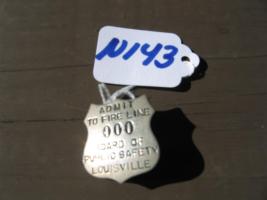 N143
ADMIT
TO FIRE LINE
000
BOARD OF
PUBLIC SAFETY
LOUISVILLE